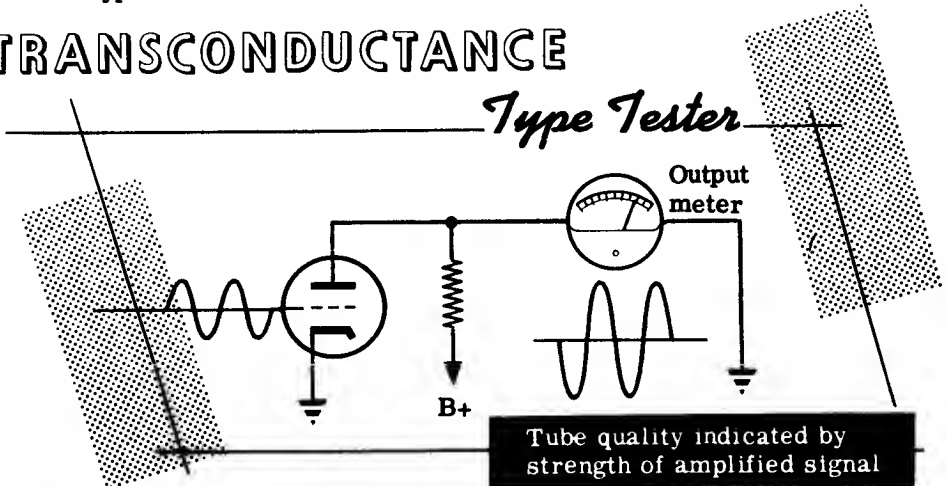 TRANSCONDUCTANCE
Type Tester
Output
meter
B+
Tube quality indicated by
strength of amplified signal